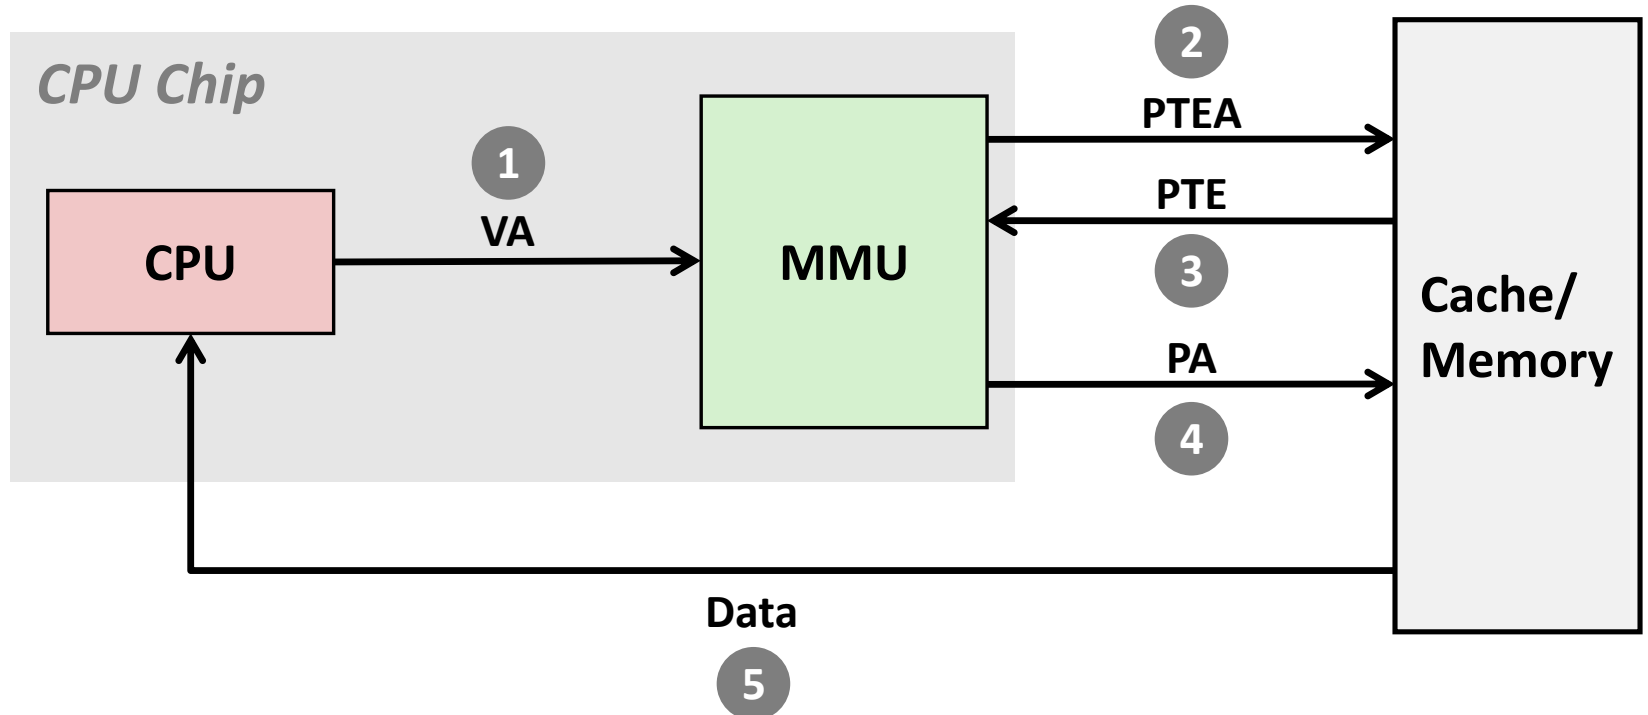 CPU Chip
2
PTEA
1
VA
PTE
CPU
MMU
3
Cache/
Memory
PA
4
Data
5